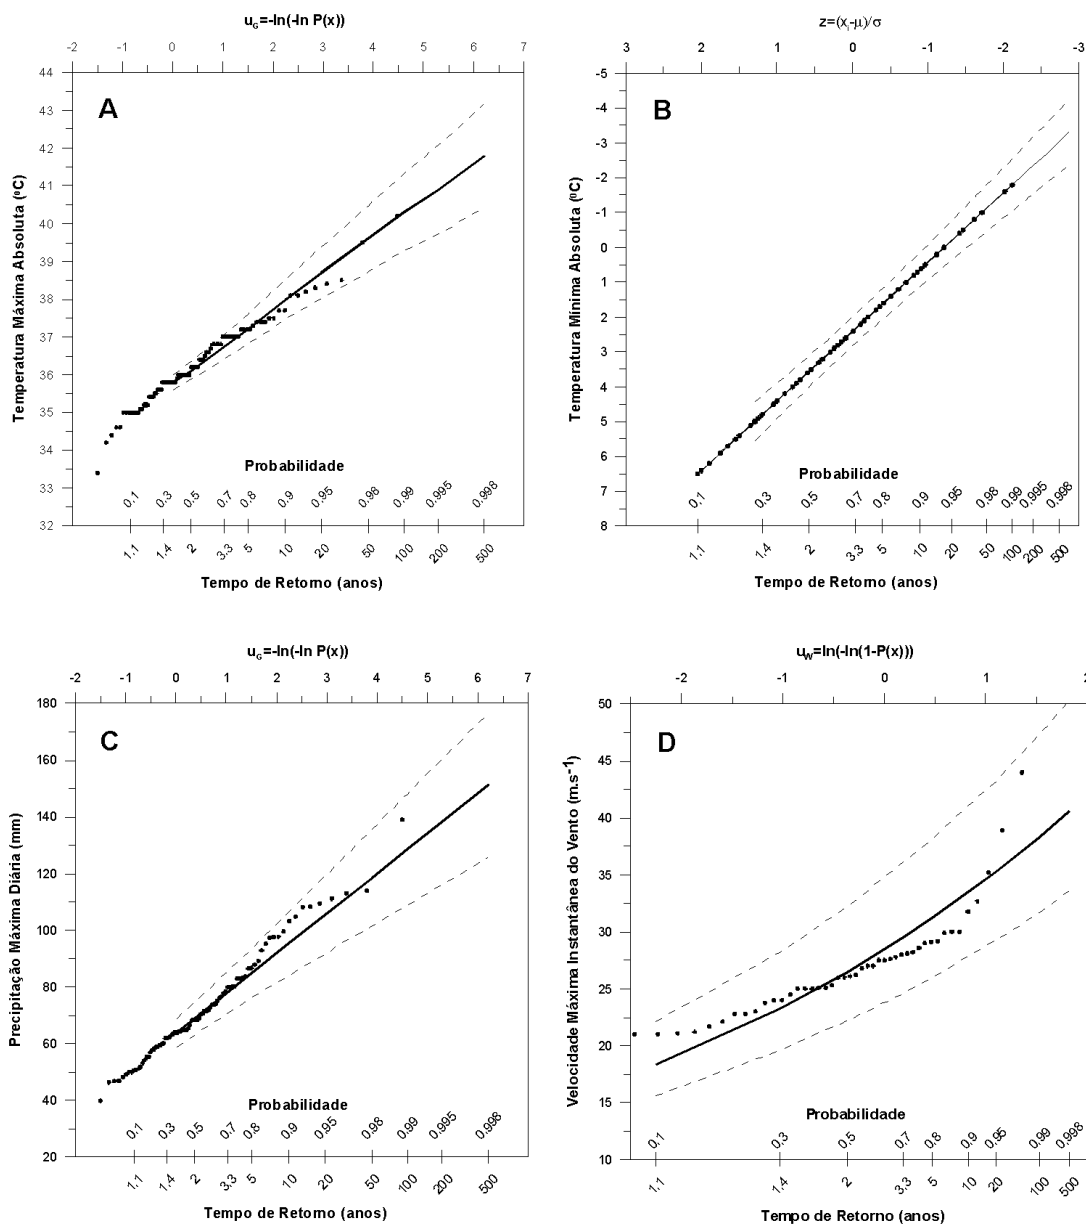 u_G=-ln(-ln P(x))
-2 -1 0 1 2 3 4 5 6 7
44
43
42
41
40
39
38
37
36
35
34
33
32
A
Temperatura Máxima Absoluta (ºC)
Probabilidade
0.1 0.3 0.5 0.7 0.8 0.9 0.95 0.98 0.99 0.995 0.998
1.1 1.4 2 3.3 5 10 20 50 100 200 500
Tempo de Retorno (anos)
z=(x_i-μ)/σ
3 2 1 0 -1 -2 -3
-5
-4
-3
-2
-1
0
1
2
3
4
5
6
7
8
B
Temperatura Mínima Absoluta (ºC)
Probabilidade
0.1 0.3 0.5 0.7 0.8 0.9 0.95 0.98 0.99 0.995 0.998
1.1 1.4 2 3.3 5 10 20 50 100 200 500
Tempo de Retorno (anos)
u_G=-ln(-ln P(x))
-2 -1 0 1 2 3 4 5 6 7
180
160
140
120
100
80
60
40
20
C
Precipitação Máxima Diária (mm)
Probabilidade
0.1 0.3 0.5 0.7 0.8 0.9 0.95 0.98 0.99 0.995 0.998
1.1 1.4 2 3.3 5 10 20 50 100 200 500
Tempo de Retorno (anos)
u_W=ln(-ln(1-P(x)))
-2 -1 0 1 2
50
45
40
35
30
25
20
15
10
D
Velocidade Máxima Instantânea do Vento (m.s⁻¹)
Probabilidade
0.1 0.3 0.5 0.7 0.8 0.9 0.95 0.99 0.998
1.1 1.4 2 3.3 5 10 20 100 500
Tempo de Retorno (anos)